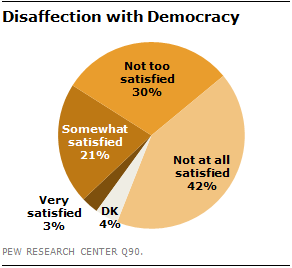 Disaffection with Democracy
Not too
satisfied
30%
Somewhat
satisfied
21%
Not at all
satisfied
42%
Very
satisfied
3%
DK
4%
PEW RESEARCH CENTER Q90.